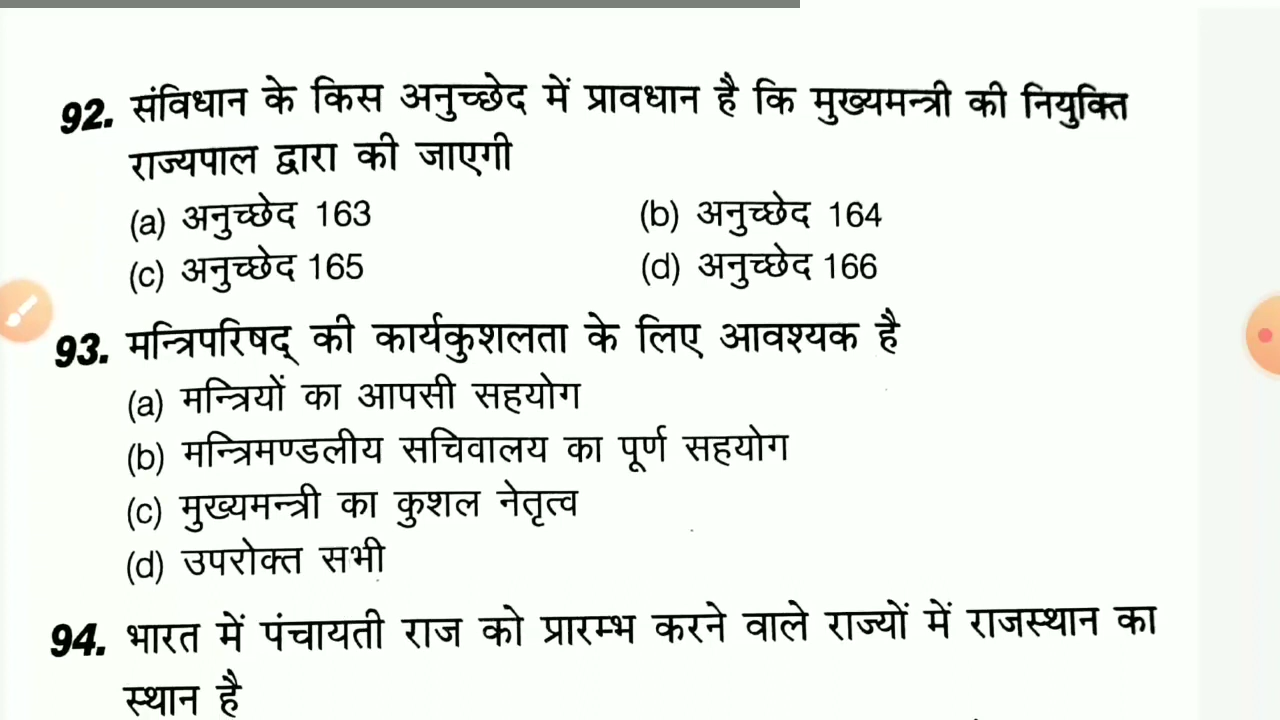 92. संविधान के किस अनुच्छेद में प्रावधान है कि मुख्यमन्त्री की नियुक्ति
राज्यपाल द्वारा की जाएगी
(a) अनुच्छेद 163 (b) अनुच्छेद 164
(c) अनुच्छेद 165 (d) अनुच्छेद 166
93. मन्त्रिपरिषद् की कार्यकुशलता के लिए आवश्यक है
(a) मन्त्रियों का आपसी सहयोग
(b) मन्त्रिमण्डलीय सचिवालय का पूर्ण सहयोग
(c) मुख्यमन्त्री का कुशल नेतृत्व
(d) उपरोक्त सभी
94. भारत में पंचायती राज को प्रारम्भ करने वाले राज्यों में राजस्थान का
स्थान है